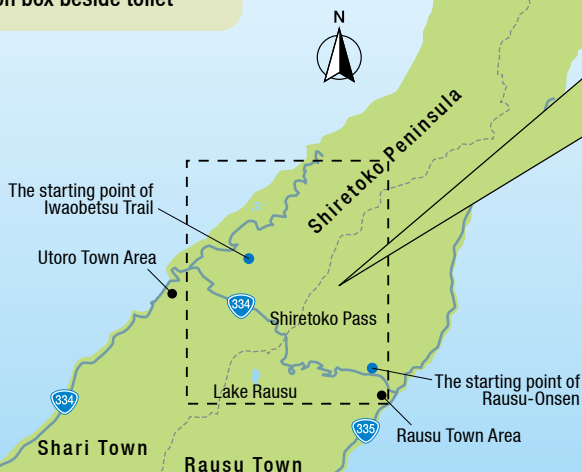 on box beside toilet
N
Shiretoko Peninsula
The starting point of
Iwaobetsu Trail
Utoro Town Area
334
Shiretoko Pass
The starting point of
Rausu-Onsen
Lake Rausu
334
Rausu Town Area
335
Shari Town
Rausu Town